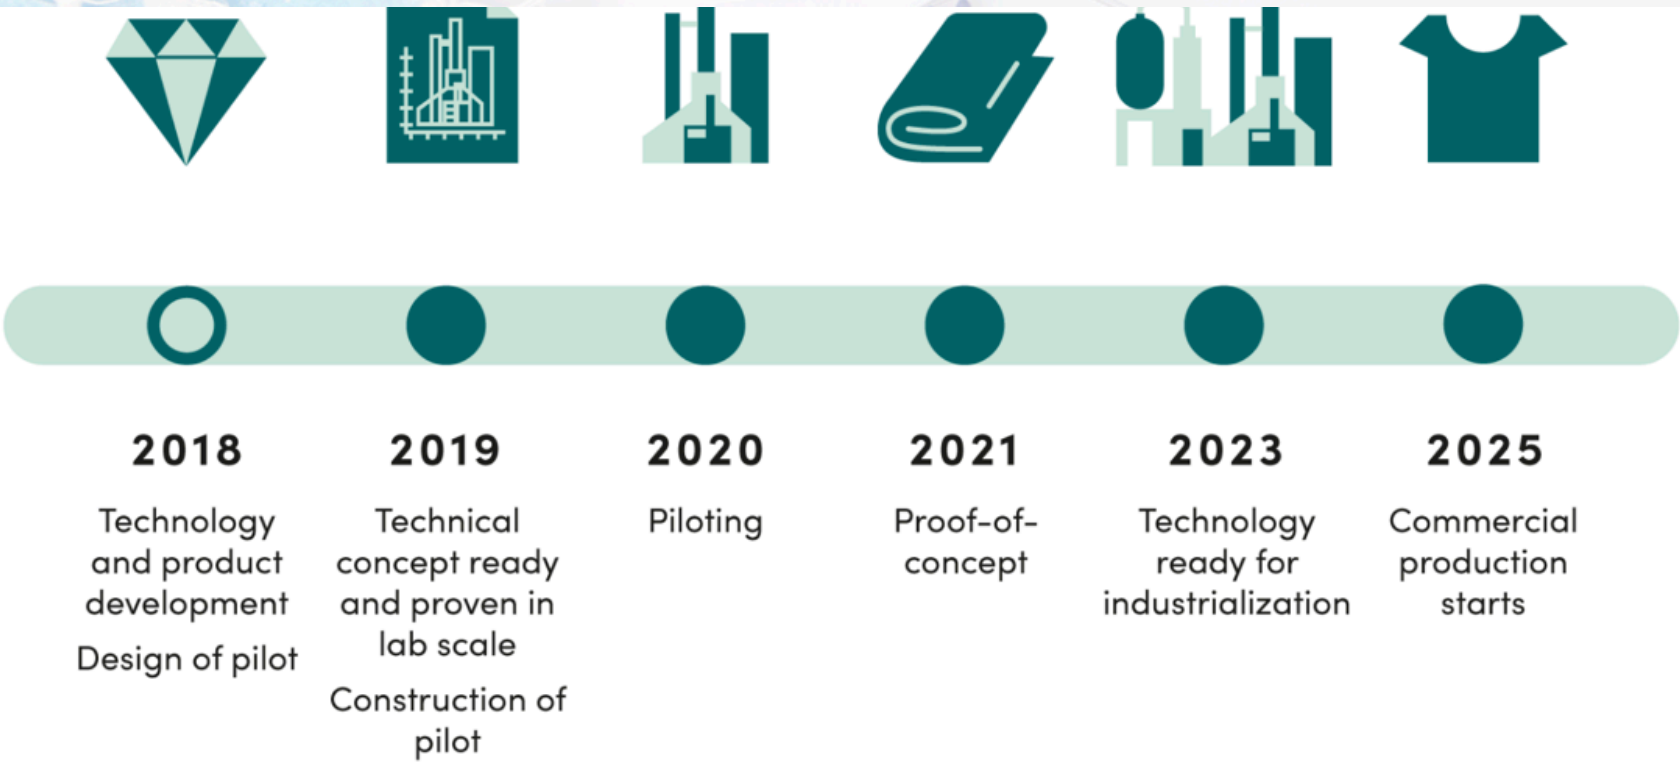 2018
Technology
and product
development
Design of pilot
2019
Technical
concept ready
and proven in
lab scale
Construction of
pilot
2020
Piloting
2021
Proof-of-
concept
2023
Technology
ready for
industrialization
2025
Commercial
production
starts